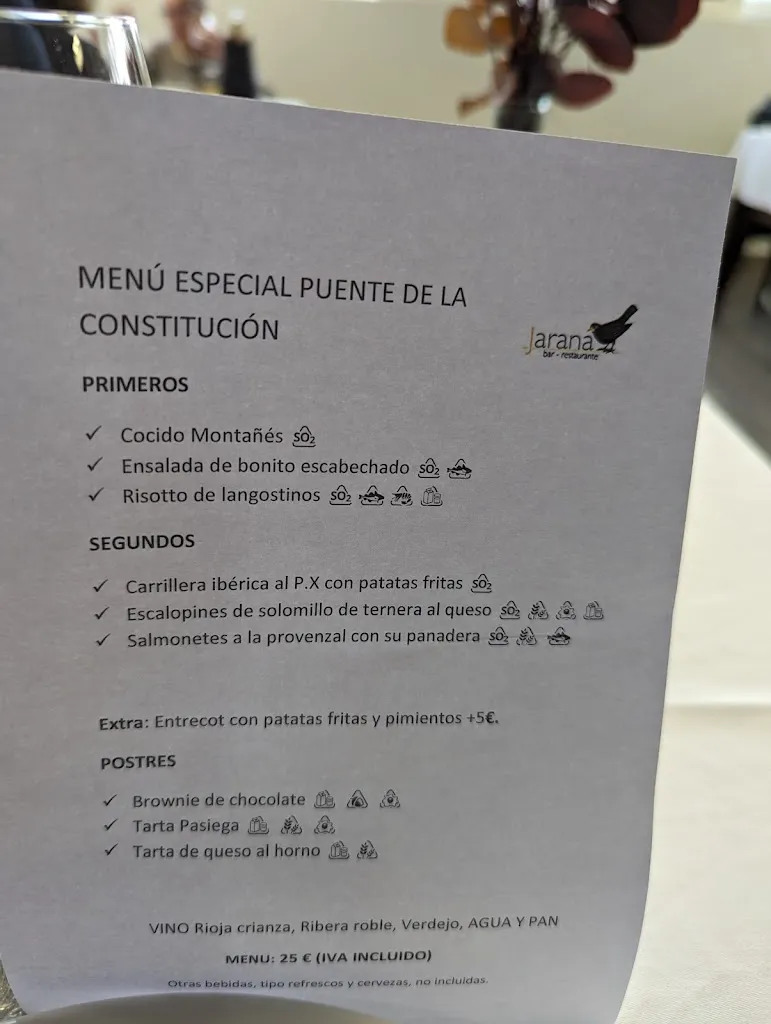 MENÚ ESPECIAL PUENTE DE LA
CONSTITUCIÓN
Jarana
bar - restaurante
PRIMEROS
✓ Cocido Montañés SO₂
✓ Ensalada de bonito escabechado SO₂
✓ Risotto de langostinos SO₂
SEGUNDOS
✓ Carrillera ibérica al P.X con patatas fritas SO₂
✓ Escalopines de solomillo de ternera al queso SO₂
✓ Salmonetes a la provenzal con su panadera SO₂
Extra: Entrecot con patatas fritas y pimientos +5€.
POSTRES
✓ Brownie de chocolate
✓ Tarta Pasiega
✓ Tarta de queso al horno
VINO Rioja crianza, Ribera roble, Verdejo, AGUA Y PAN
MENU: 25 € (IVA INCLUIDO)
Otras bebidas, tipo refrescos y cervezas, no incluidas.